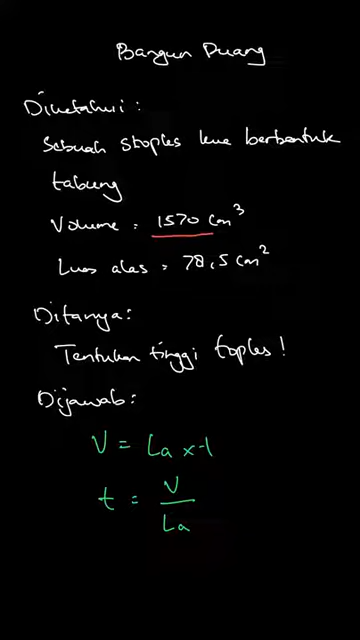 Bangun Ruang
Diketahui:
Sebuah stoples kue berbentuk
tabung
Volume = 1570 cm³
Luas alas = 78,5 cm²
Ditanya:
Tentukan tinggi toples!
Dijawab:
V = La x t
t = V / La